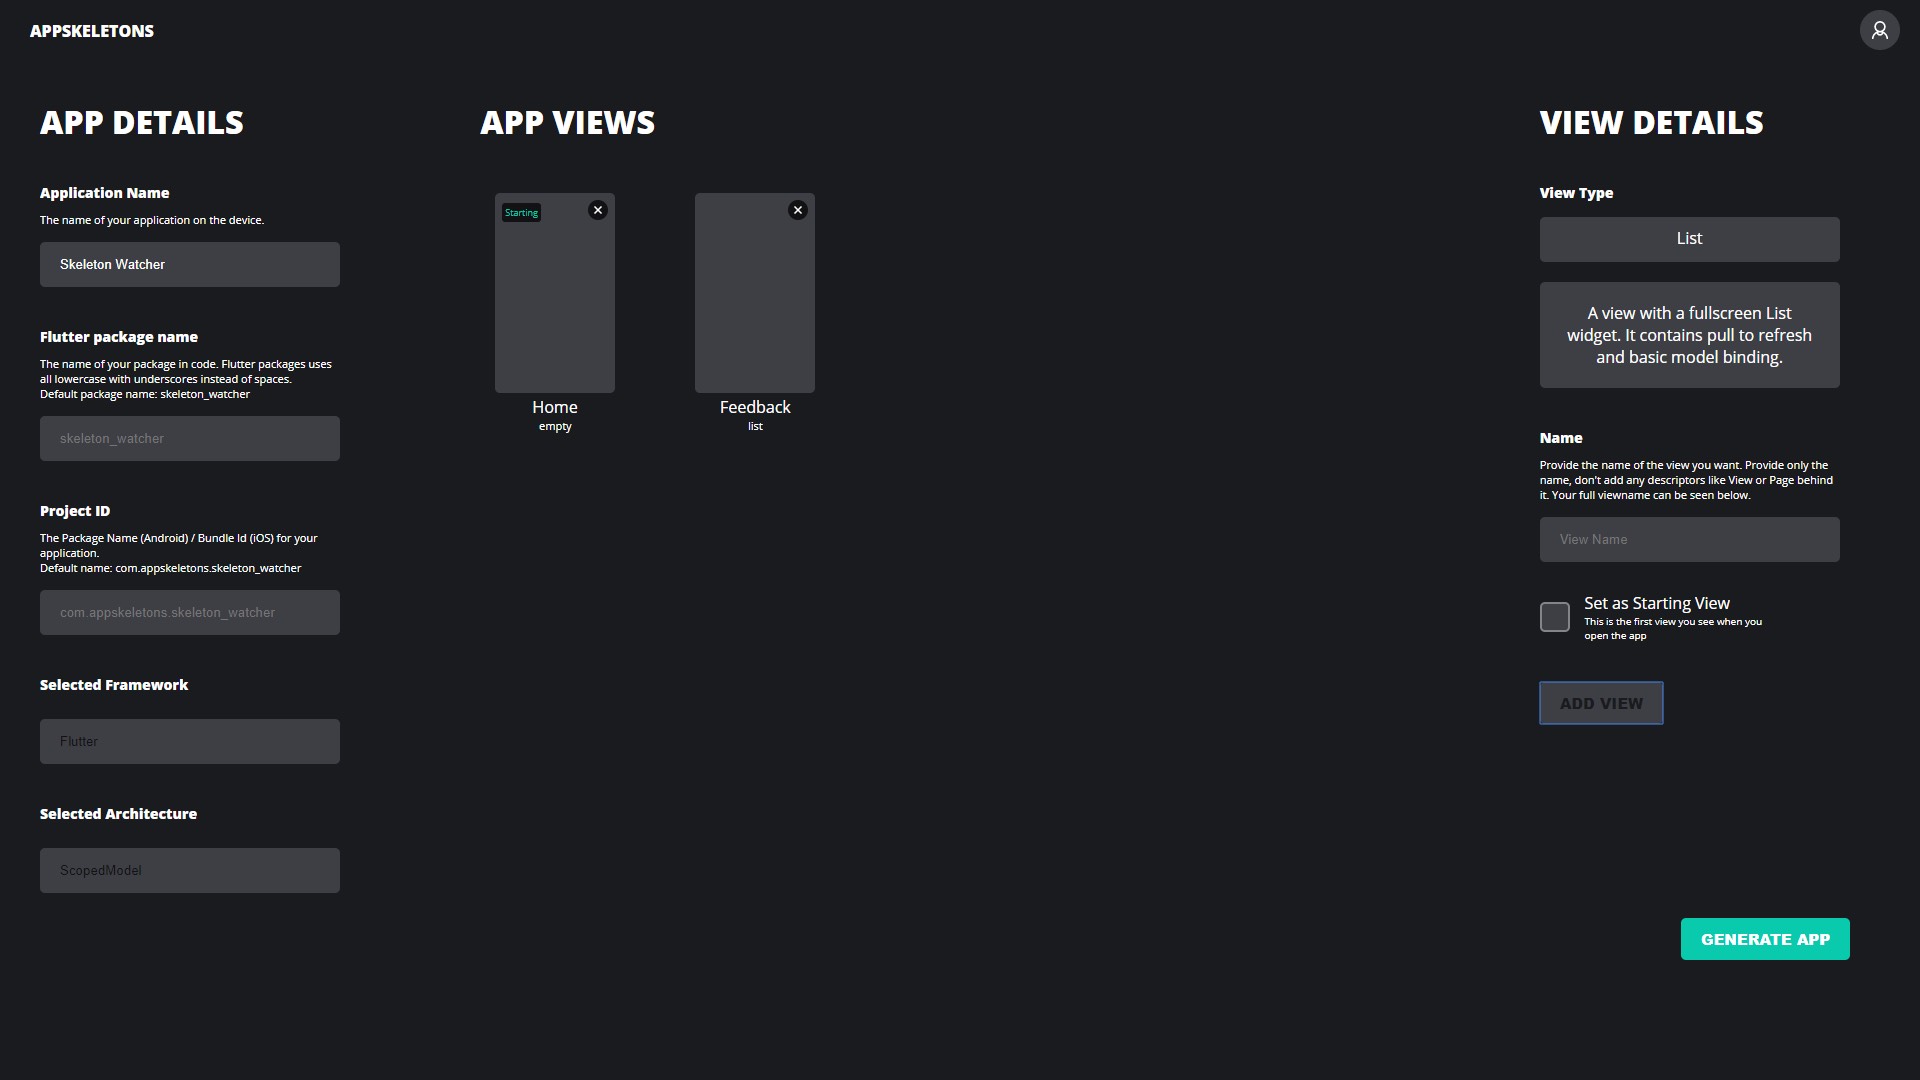 APPSKELETONS
APP DETAILS
Application Name
The name of your application on the device.
Skeleton Watcher
Flutter package name
The name of your package in code. Flutter packages uses
all lowercase with underscores instead of spaces.
Default package name: skeleton_watcher
skeleton_watcher
Project ID
The Package Name (Android) / Bundle Id (iOS) for your
application.
Default name: com.appskeletons.skeleton_watcher
com.appskeletons.skeleton_watcher
Selected Framework
Flutter
Selected Architecture
ScopedModel
APP VIEWS
Starting
Home
empty
Feedback
list
VIEW DETAILS
View Type
List
A view with a fullscreen List
widget. It contains pull to refresh
and basic model binding.
Name
Provide the name of the view you want. Provide only the
name, don't add any descriptors like View or Page behind
it. Your full viewname can be seen below.
View Name
Set as Starting View
This is the first view you see when you
open the app
ADD VIEW
GENERATE APP